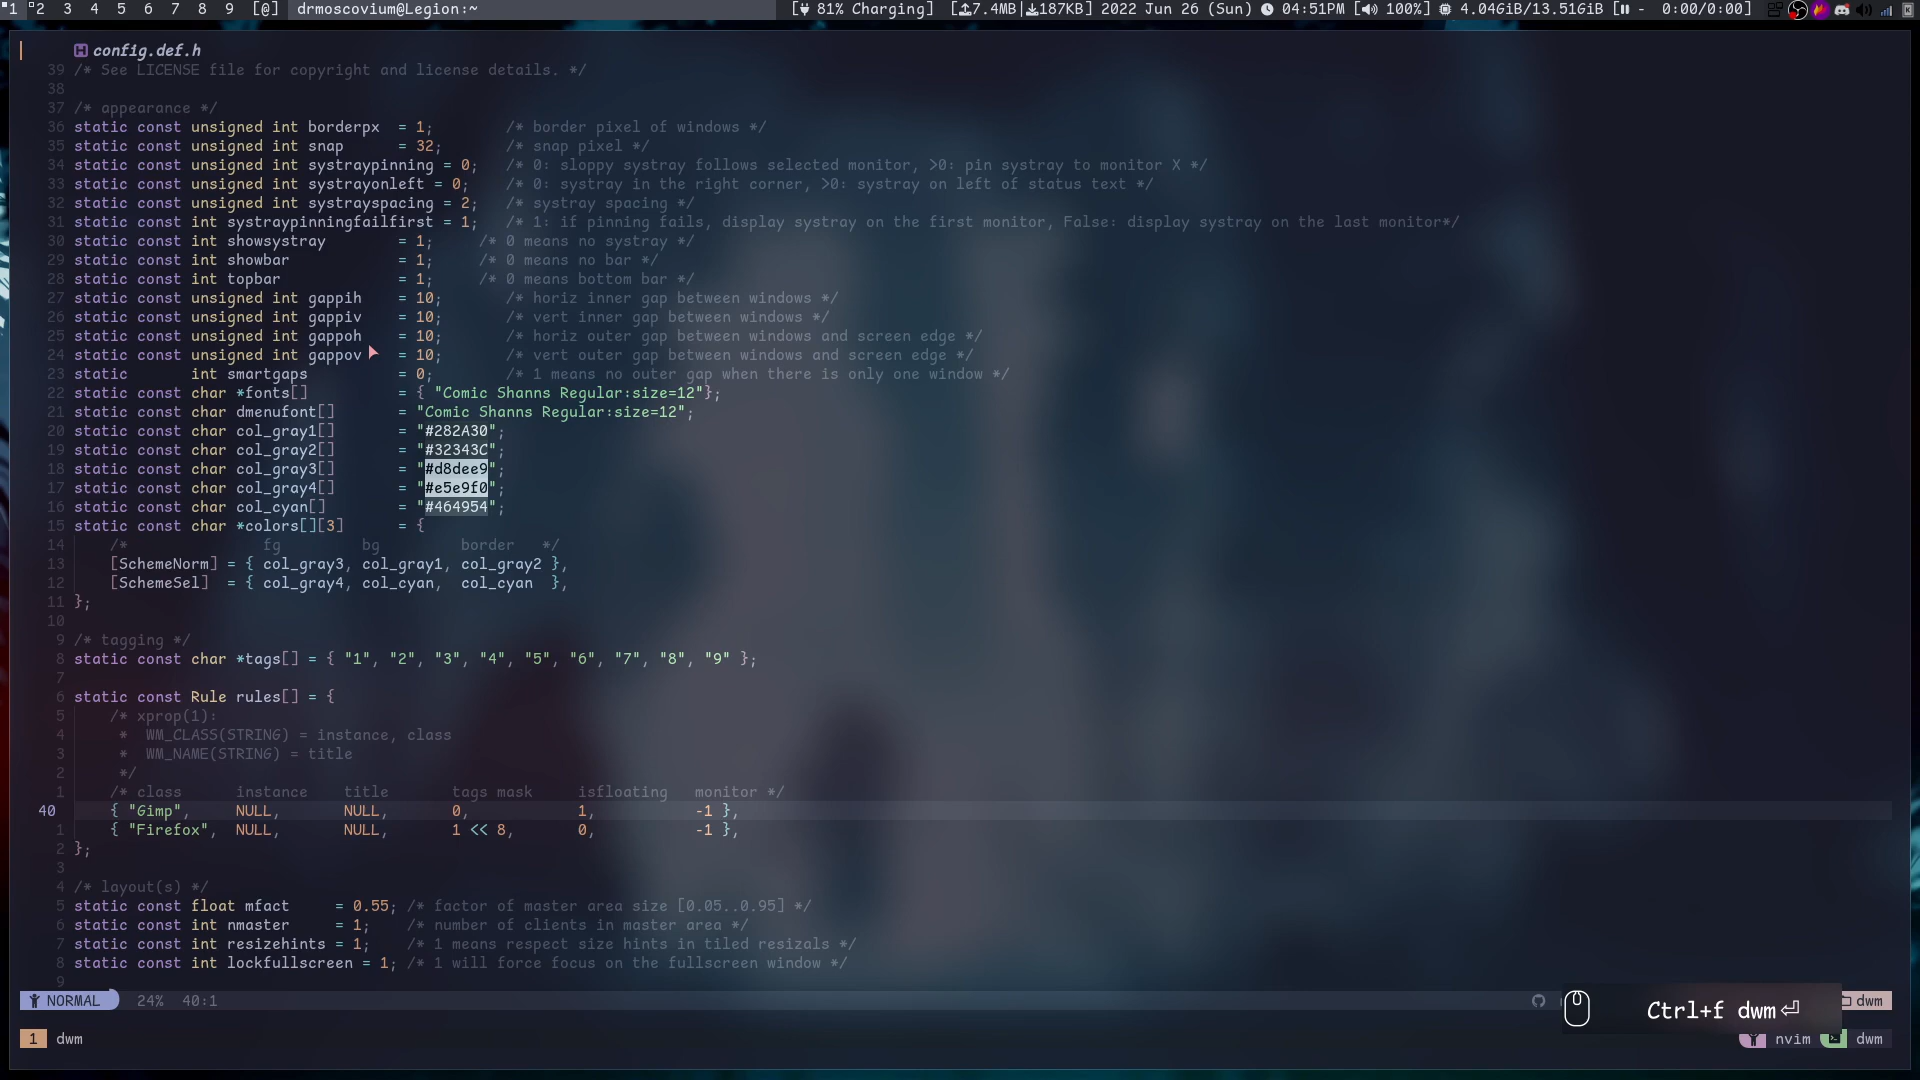 1 2 3 4 5 6 7 8 9 [@] drmoscovium@Legion:~ [ 81% Charging] [7.4MB|187KB] 2022 Jun 26 (Sun) 04:51PM [ 100%] 4.04GiB/13.51GiB [ - 0:00/0:00]
config.def.h
39 /* See LICENSE file for copyright and license details. */
38
37 /* appearance */
36 static const unsigned int borderpx = 1; /* border pixel of windows */
35 static const unsigned int snap = 32; /* snap pixel */
34 static const unsigned int systraypinning = 0; /* 0: sloppy systray follows selected monitor, >0: pin systray to monitor X */
33 static const unsigned int systrayonleft = 0; /* 0: systray in the right corner, >0: systray on left of status text */
32 static const unsigned int systrayspacing = 2; /* systray spacing */
31 static const int systraypinningfailfirst = 1; /* 1: if pinning fails, display systray on the first monitor, False: display systray on the last monitor*/
30 static const int showsystray = 1; /* 0 means no systray */
29 static const int showbar = 1; /* 0 means no bar */
28 static const int topbar = 1; /* 0 means bottom bar */
27 static const unsigned int gappih = 10; /* horiz inner gap between windows */
26 static const unsigned int gappiv = 10; /* vert inner gap between windows */
25 static const unsigned int gappoh = 10; /* horiz outer gap between windows and screen edge */
24 static const unsigned int gappov = 10; /* vert outer gap between windows and screen edge */
23 static int smartgaps = 0; /* 1 means no outer gap when there is only one window */
22 static const char *fonts[] = { "Comic Shanns Regular:size=12"};
21 static const char dmenufont[] = "Comic Shanns Regular:size=12";
20 static const char col_gray1[] = "#282A30";
19 static const char col_gray2[] = "#32343C";
18 static const char col_gray3[] = "#d8dee9";
17 static const char col_gray4[] = "#e5e9f0";
16 static const char col_cyan[] = "#464954";
15 static const char *colors[][3] = {
14 /* fg bg border */
13 [SchemeNorm] = { col_gray3, col_gray1, col_gray2 },
12 [SchemeSel] = { col_gray4, col_cyan, col_cyan },
11 };
10
9 /* tagging */
8 static const char *tags[] = { "1", "2", "3", "4", "5", "6", "7", "8", "9" };
7
6 static const Rule rules[] = {
5 /* xprop(1):
4 * WM_CLASS(STRING) = instance, class
3 * WM_NAME(STRING) = title
2 */
1 /* class instance title tags mask isfloating monitor */
40 { "Gimp", NULL, NULL, 0, 1, -1 },
1 { "Firefox", NULL, NULL, 1 << 8, 0, -1 },
2 };
3
4 /* layout(s) */
5 static const float mfact = 0.55; /* factor of master area size [0.05..0.95] */
6 static const int nmaster = 1; /* number of clients in master area */
7 static const int resizehints = 1; /* 1 means respect size hints in tiled resizals */
8 static const int lockfullscreen = 1; /* 1 will force focus on the fullscreen window */
9
NORMAL 24% 40:1 dwm
Ctrl+f dwm⏎
1 dwm nvim dwm